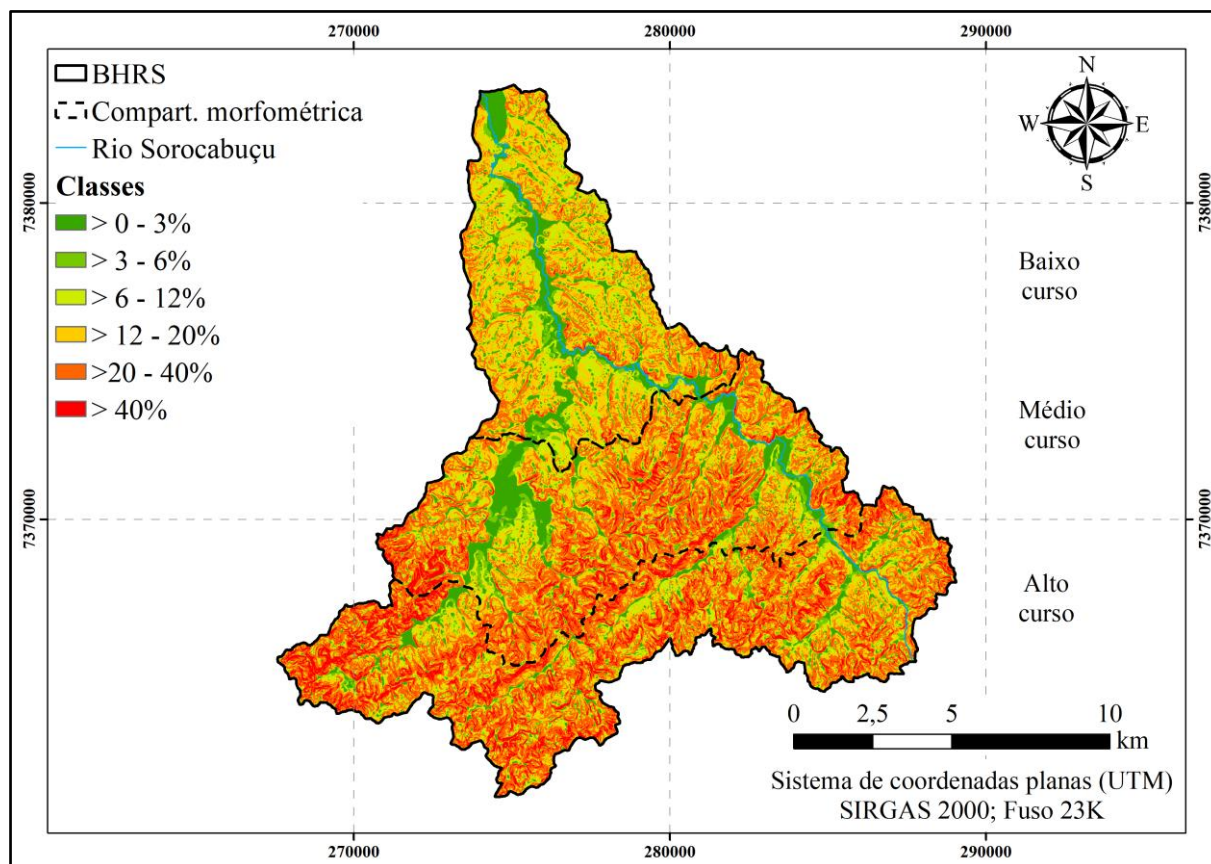 270000 280000 290000
BHRS
Compart. morfométrica
Rio Sorocabuçu
Classes
> 0 - 3%
> 3 - 6%
> 6 - 12%
> 12 - 20%
>20 - 40%
> 40%
N
W E
S
7380000 7380000
Baixo
curso
Médio
curso
7370000 7370000
Alto
curso
0 2,5 5 10
km
Sistema de coordenadas planas (UTM)
SIRGAS 2000; Fuso 23K
270000 280000 290000